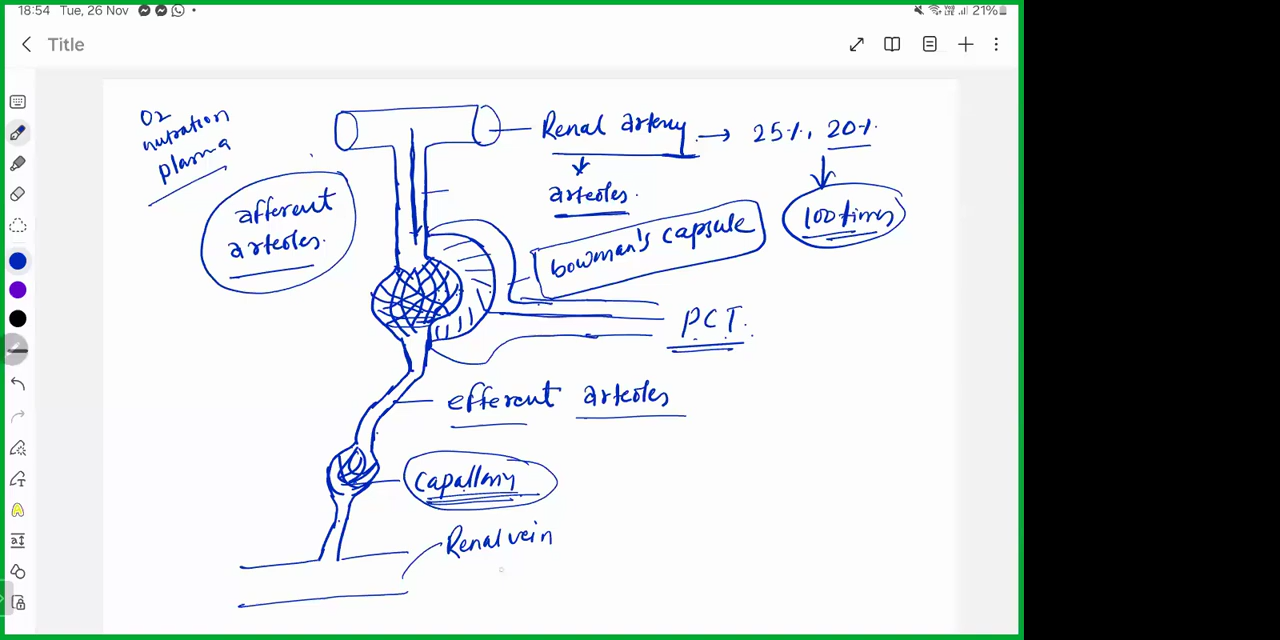 18:54 Tue, 26 Nov
21%
Title
O2
nutration
plasma
Renal artery → 25%, 20%
arteoles.
100 times
afferent
arteoles.
bowman's capsule
PCT.
efferent arteoles
capallary
Renal vein